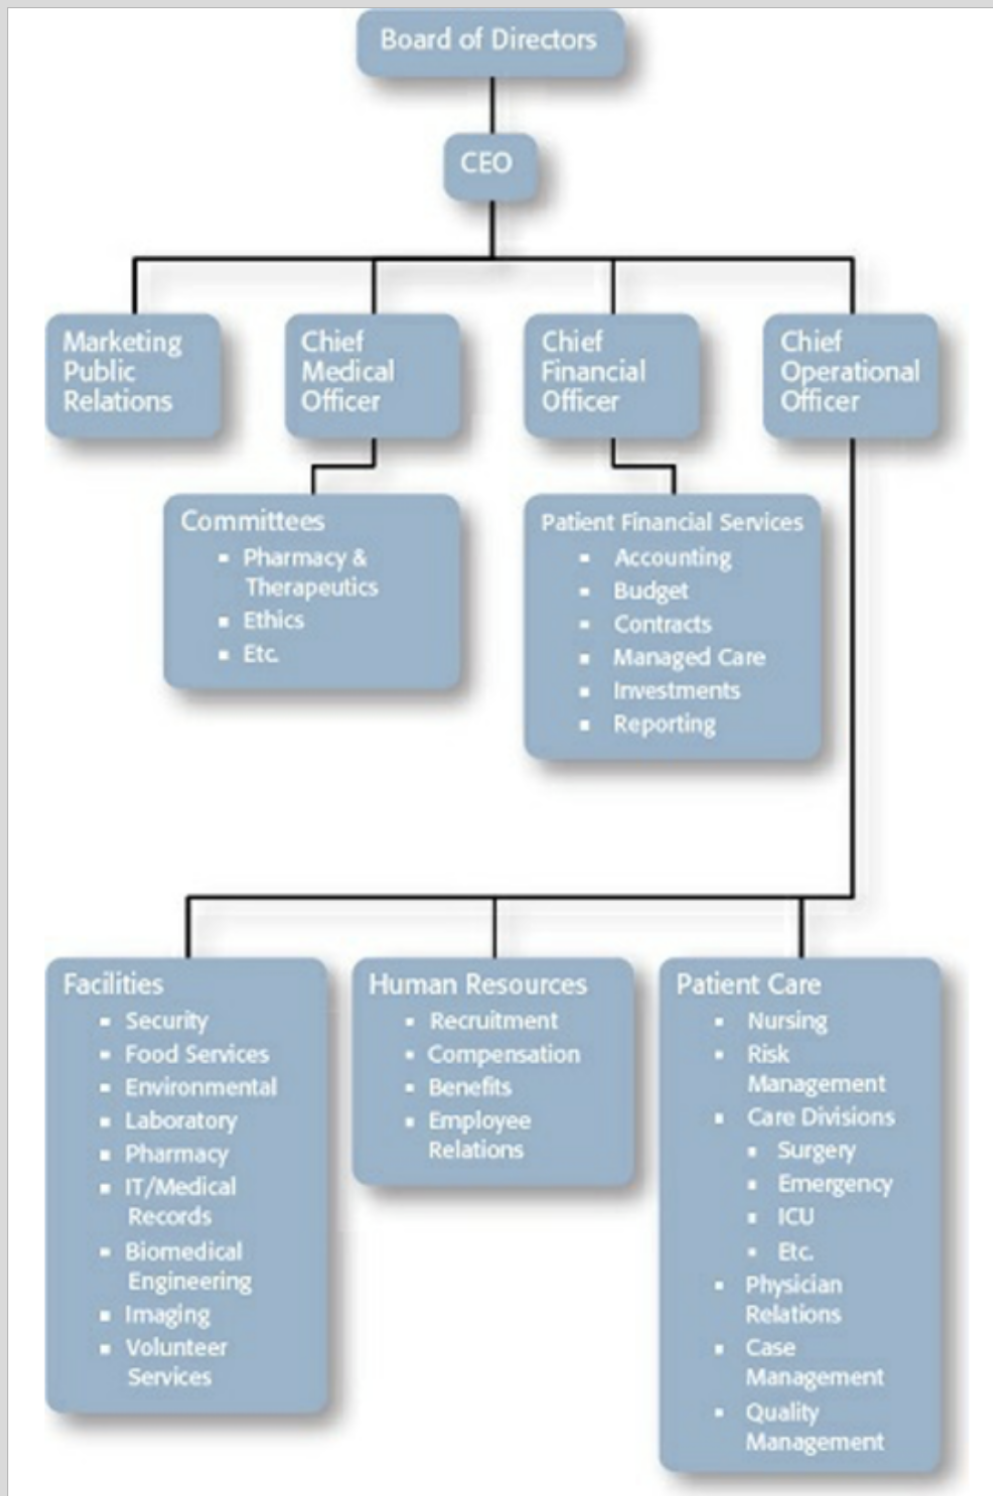 Board of Directors
CEO
Marketing
Public
Relations
Chief
Medical
Officer
Chief
Financial
Officer
Chief
Operational
Officer
Committees
Pharmacy &
Therapeutics
Ethics
Etc.
Patient Financial Services
Accounting
Budget
Contracts
Managed Care
Investments
Reporting
Facilities
Security
Food Services
Environmental
Laboratory
Pharmacy
IT/Medical
Records
Biomedical
Engineering
Imaging
Volunteer
Services
Human Resources
Recruitment
Compensation
Benefits
Employee
Relations
Patient Care
Nursing
Risk
Management
Care Divisions
Surgery
Emergency
ICU
Etc.
Physician
Relations
Case
Management
Quality
Management